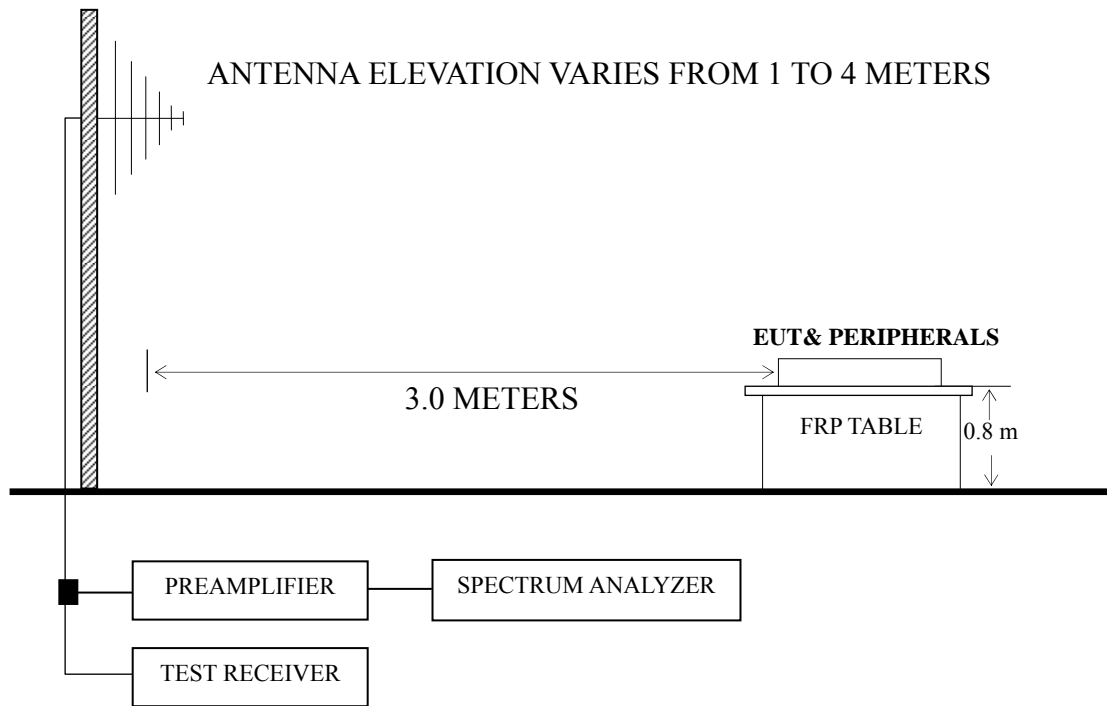 ANTENNA ELEVATION VARIES FROM 1 TO 4 METERS
EUT& PERIPHERALS
3.0 METERS
FRP TABLE
0.8 m
PREAMPLIFIER
SPECTRUM ANALYZER
TEST RECEIVER